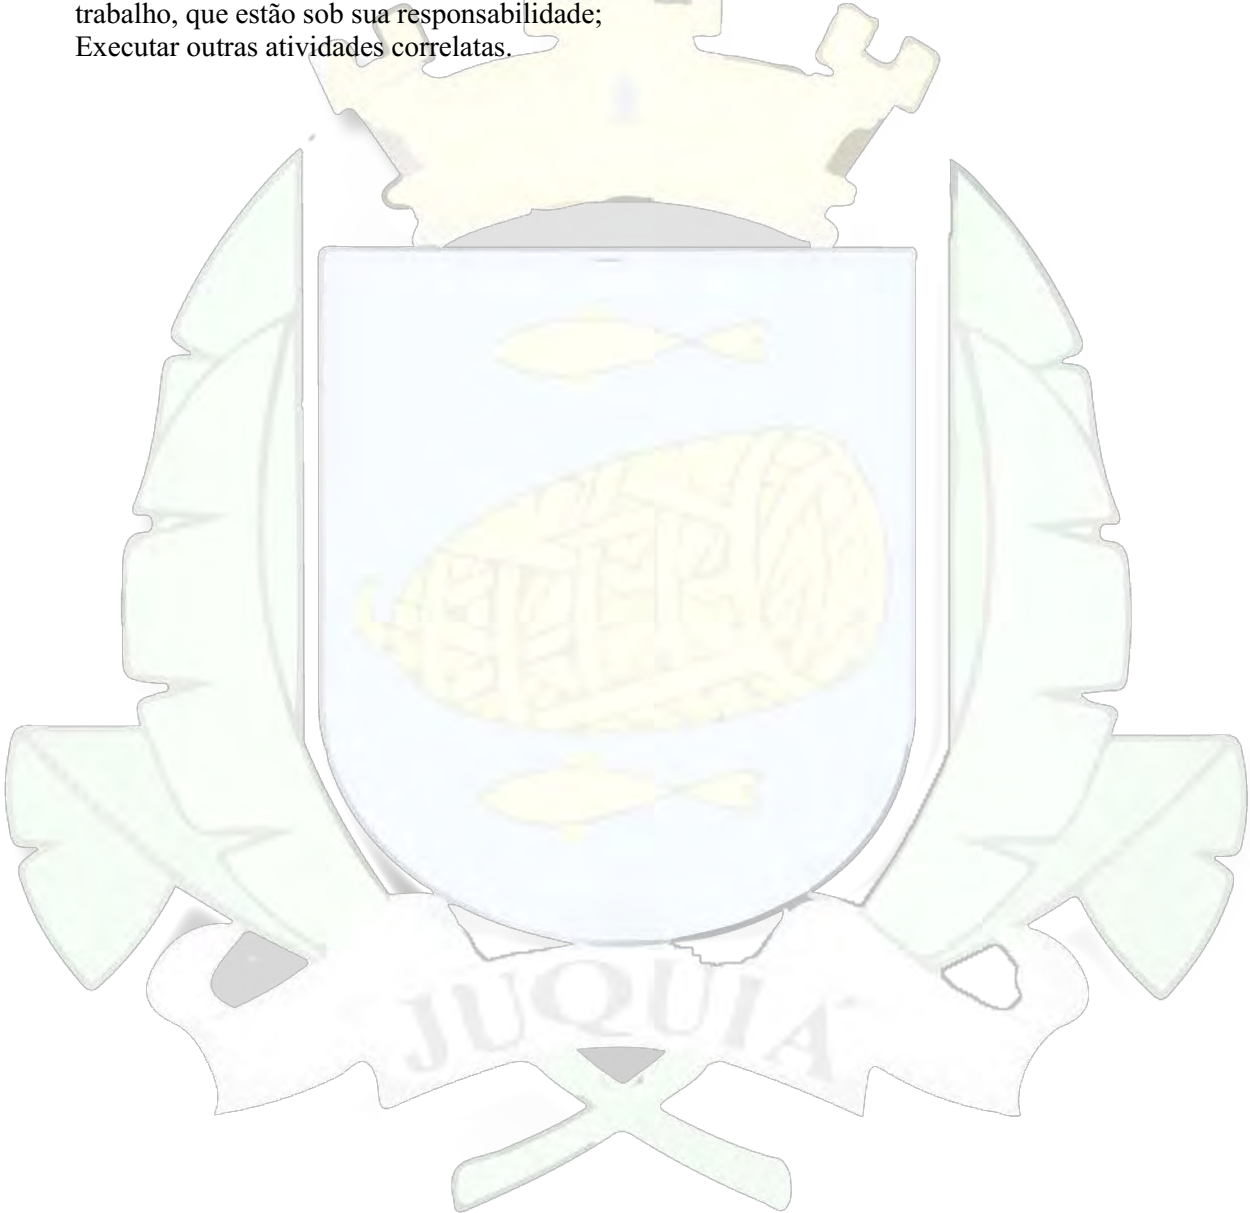 trabalho, que estão sob sua responsabilidade;
Executar outras atividades correlatas.
JUQUIÁ